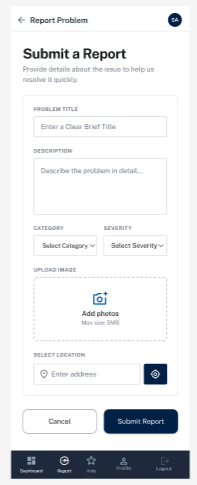 Report Problem
SA
Submit a Report
Provide details about the issue to help us
resolve it quickly.
PROBLEM TITLE
Enter a Clear Brief Title
DESCRIPTION
Describe the problem in detail...
CATEGORY
SEVERITY
Select Category
Select Severity
UPLOAD IMAGE
Add photos
Max size: 5MB
SELECT LOCATION
Enter address
Cancel
Submit Report
Dashboard
Report
Vote
Profile
Logout